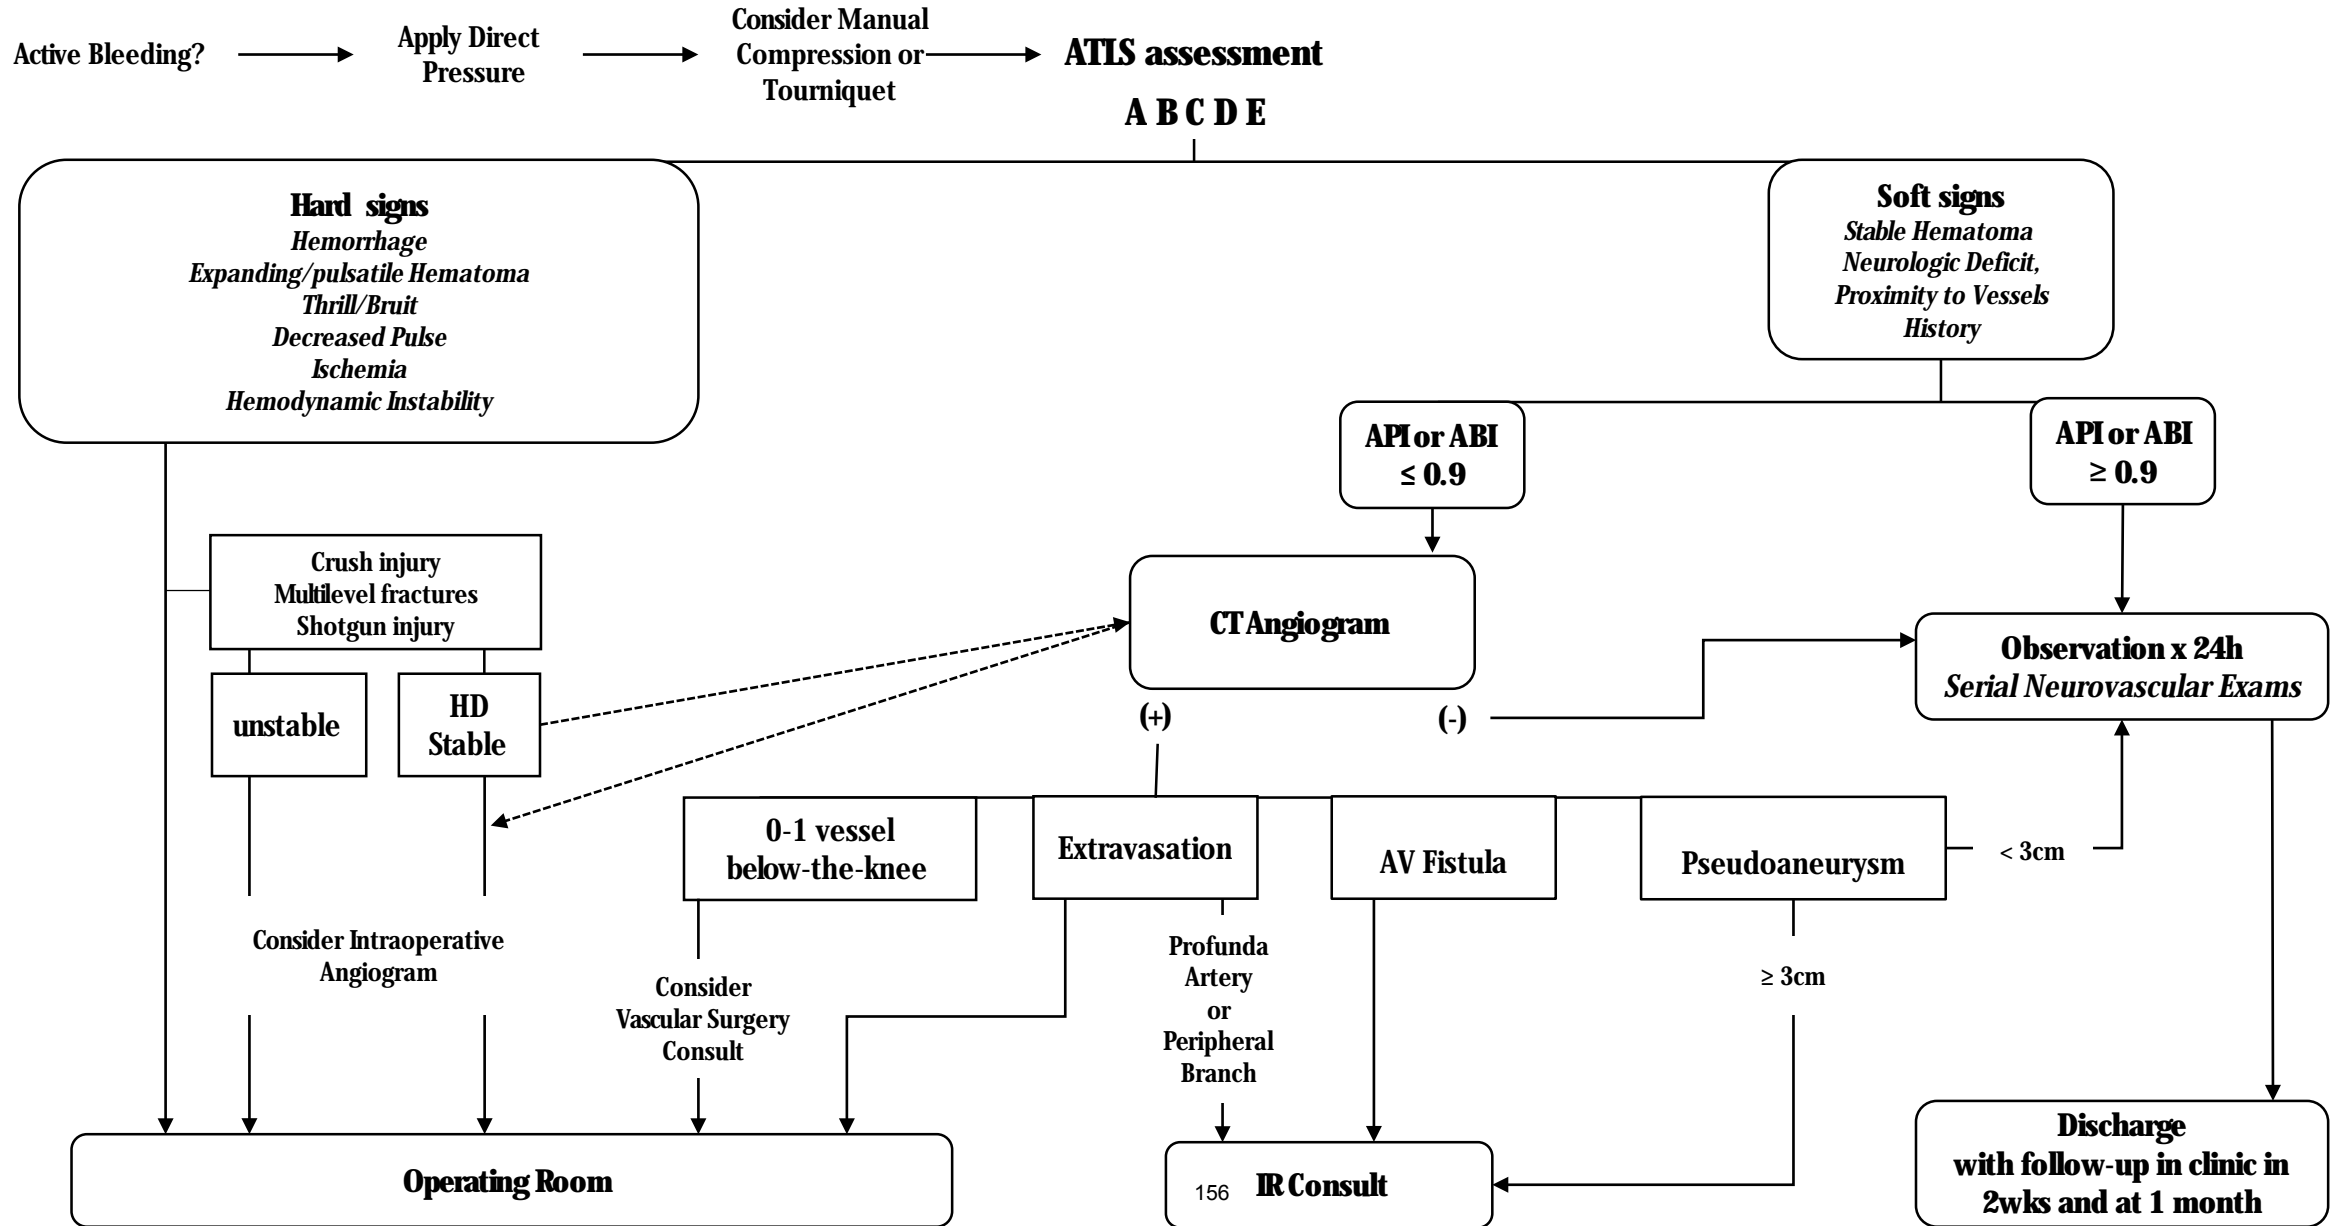 Active Bleeding?
Apply Direct
Pressure
Consider Manual
Compression or
Tourniquet
ATLS assessment
A B C D E
Hard signs
Hemorrhage
Expanding/pulsatile Hematoma
Thrill/Bruit
Decreased Pulse
Ischemia
Hemodynamic Instability
Soft signs
Stable Hematoma
Neurologic Deficit,
Proximity to Vessels
History
API or ABI
≤ 0.9
API or ABI
≥ 0.9
Crush injury
Multilevel fractures
Shotgun injury
unstable
HD
Stable
CT Angiogram
(+)
(-)
Observation x 24h
Serial Neurovascular Exams
0-1 vessel
below-the-knee
Extravasation
AV Fistula
Pseudoaneurysm
< 3cm
Consider Intraoperative
Angiogram
Consider
Vascular Surgery
Consult
Profunda
Artery
or
Peripheral
Branch
≥ 3cm
Operating Room
156 IR Consult
Discharge
with follow-up in clinic in
2wks and at 1 month